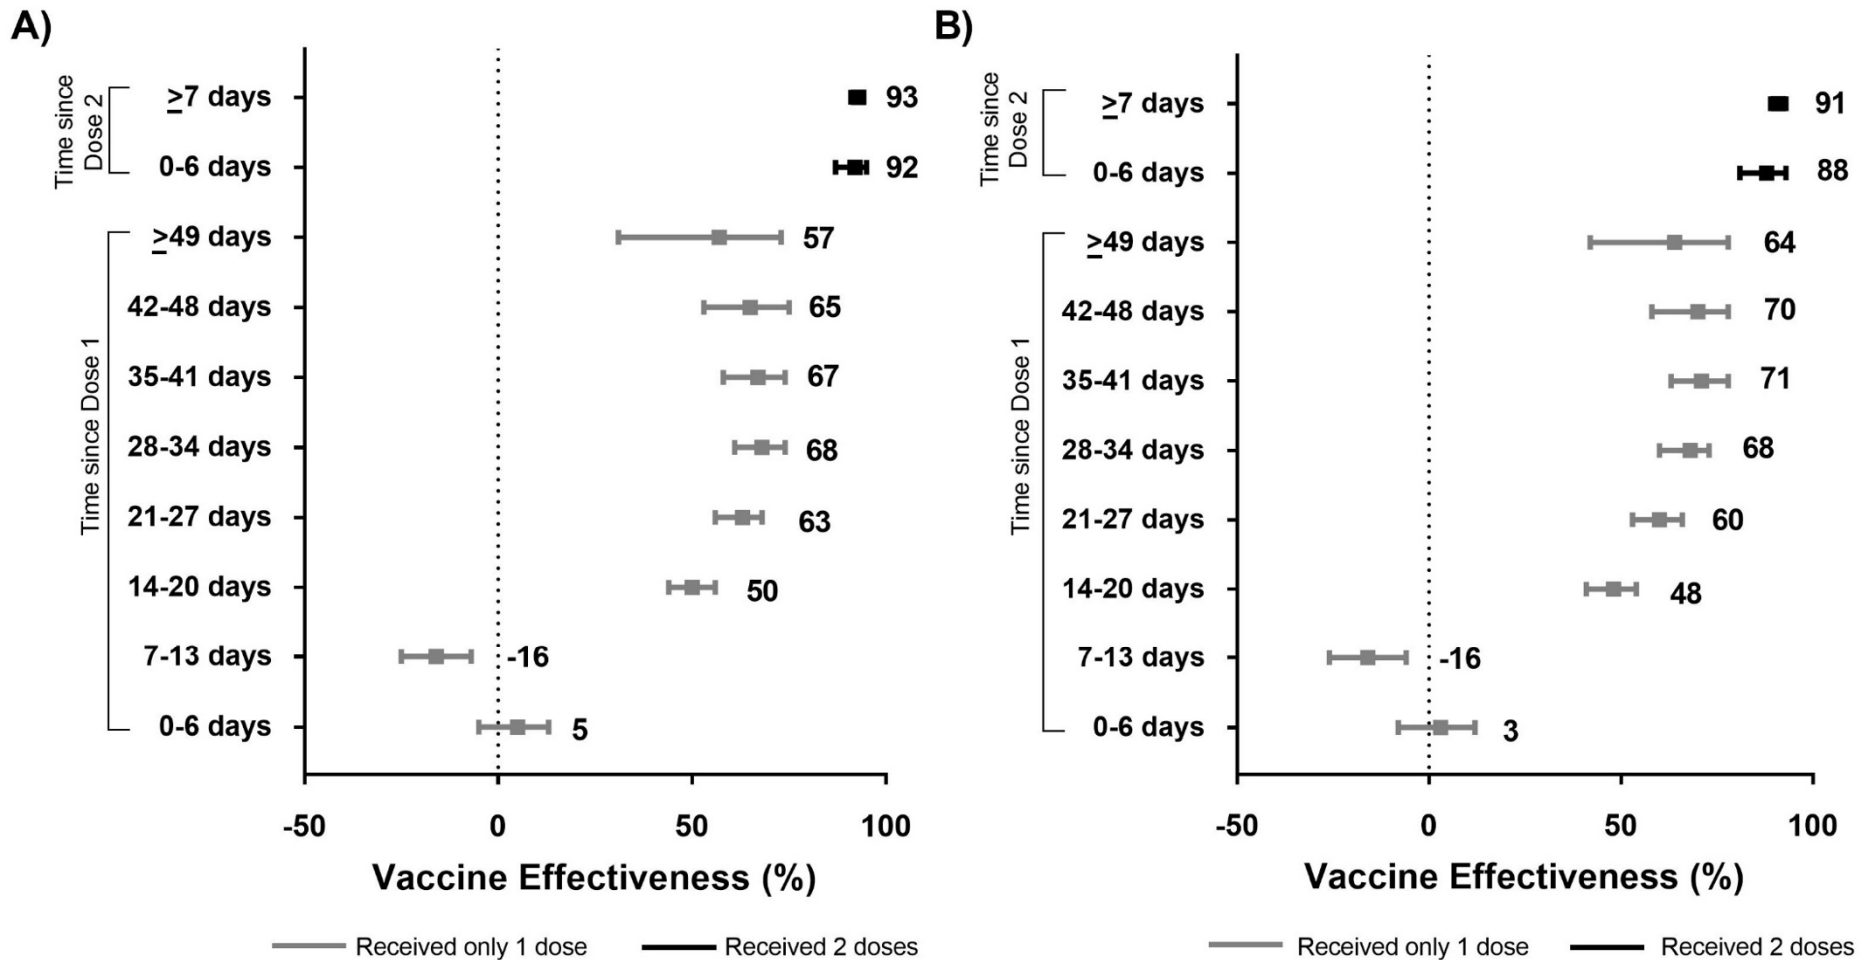 A)
Time since
Dose 2
≥7 days
93
0-6 days
92
Time since Dose 1
≥49 days
57
42-48 days
65
35-41 days
67
28-34 days
68
21-27 days
63
14-20 days
50
7-13 days
-16
0-6 days
5
-50 0 50 100
Vaccine Effectiveness (%)
Received only 1 dose Received 2 doses
B)
Time since
Dose 2
≥7 days
91
0-6 days
88
Time since Dose 1
≥49 days
64
42-48 days
70
35-41 days
71
28-34 days
68
21-27 days
60
14-20 days
48
7-13 days
-16
0-6 days
3
-50 0 50 100
Vaccine Effectiveness (%)
Received only 1 dose Received 2 doses